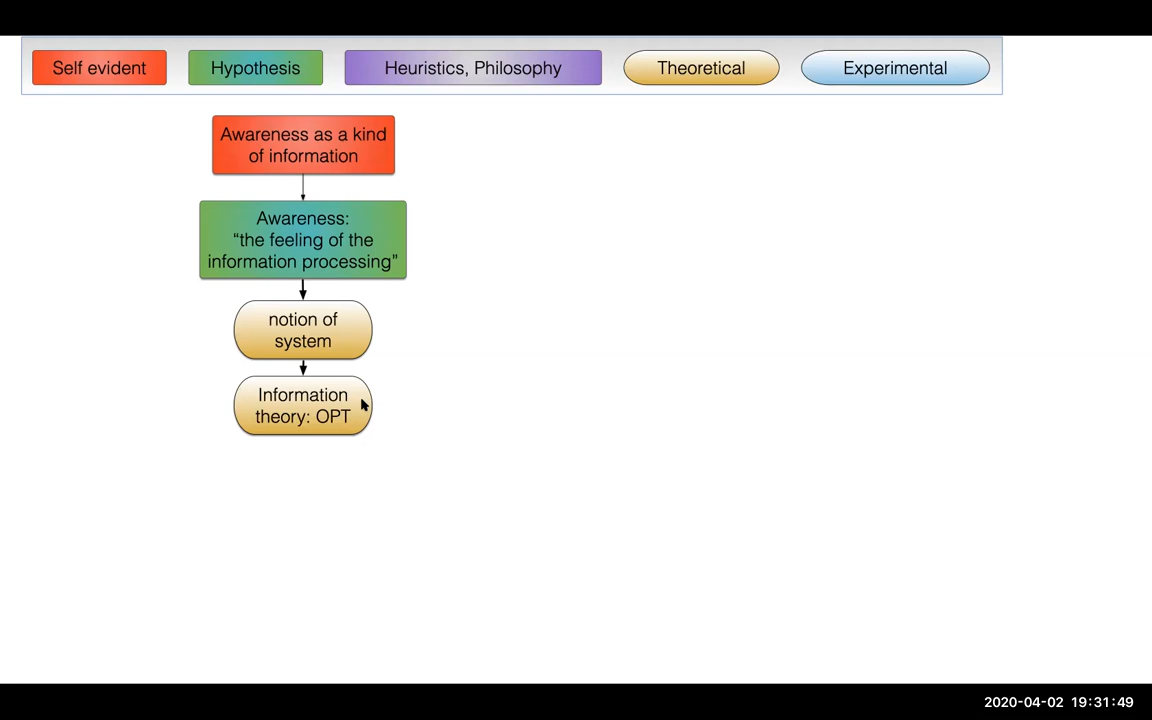 Self evident
Hypothesis
Heuristics, Philosophy
Theoretical
Experimental
Awareness as a kind
of information
Awareness:
“the feeling of the
information processing”
notion of
system
Information
theory: OPT
2020-04-02 19:31:49